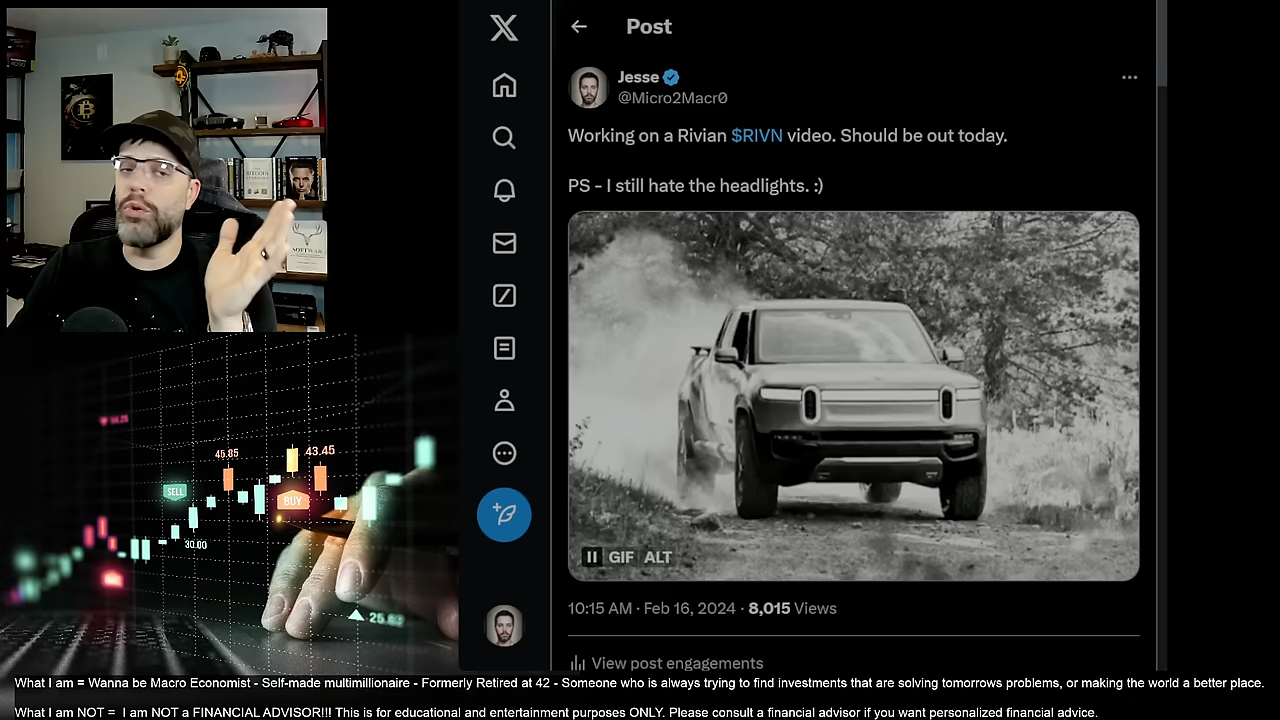 Post
Jesse
@Micro2Macr0
Working on a Rivian $RIVN video. Should be out today.
PS - I still hate the headlights. :)
GIF ALT
10:15 AM · Feb 16, 2024 · 8,015 Views
View post engagements
BITCOIN
SOFTWAR
45.85
43.45
SELL
BUY
30.00
25.62
What I am = Wanna be Macro Economist - Self-made multimillionaire - Formerly Retired at 42 - Someone who is always trying to find investments that are solving tomorrows problems, or making the world a better place.
What I am NOT = I am NOT a FINANCIAL ADVISOR!!! This is for educational and entertainment purposes ONLY. Please consult a financial advisor if you want personalized financial advice.